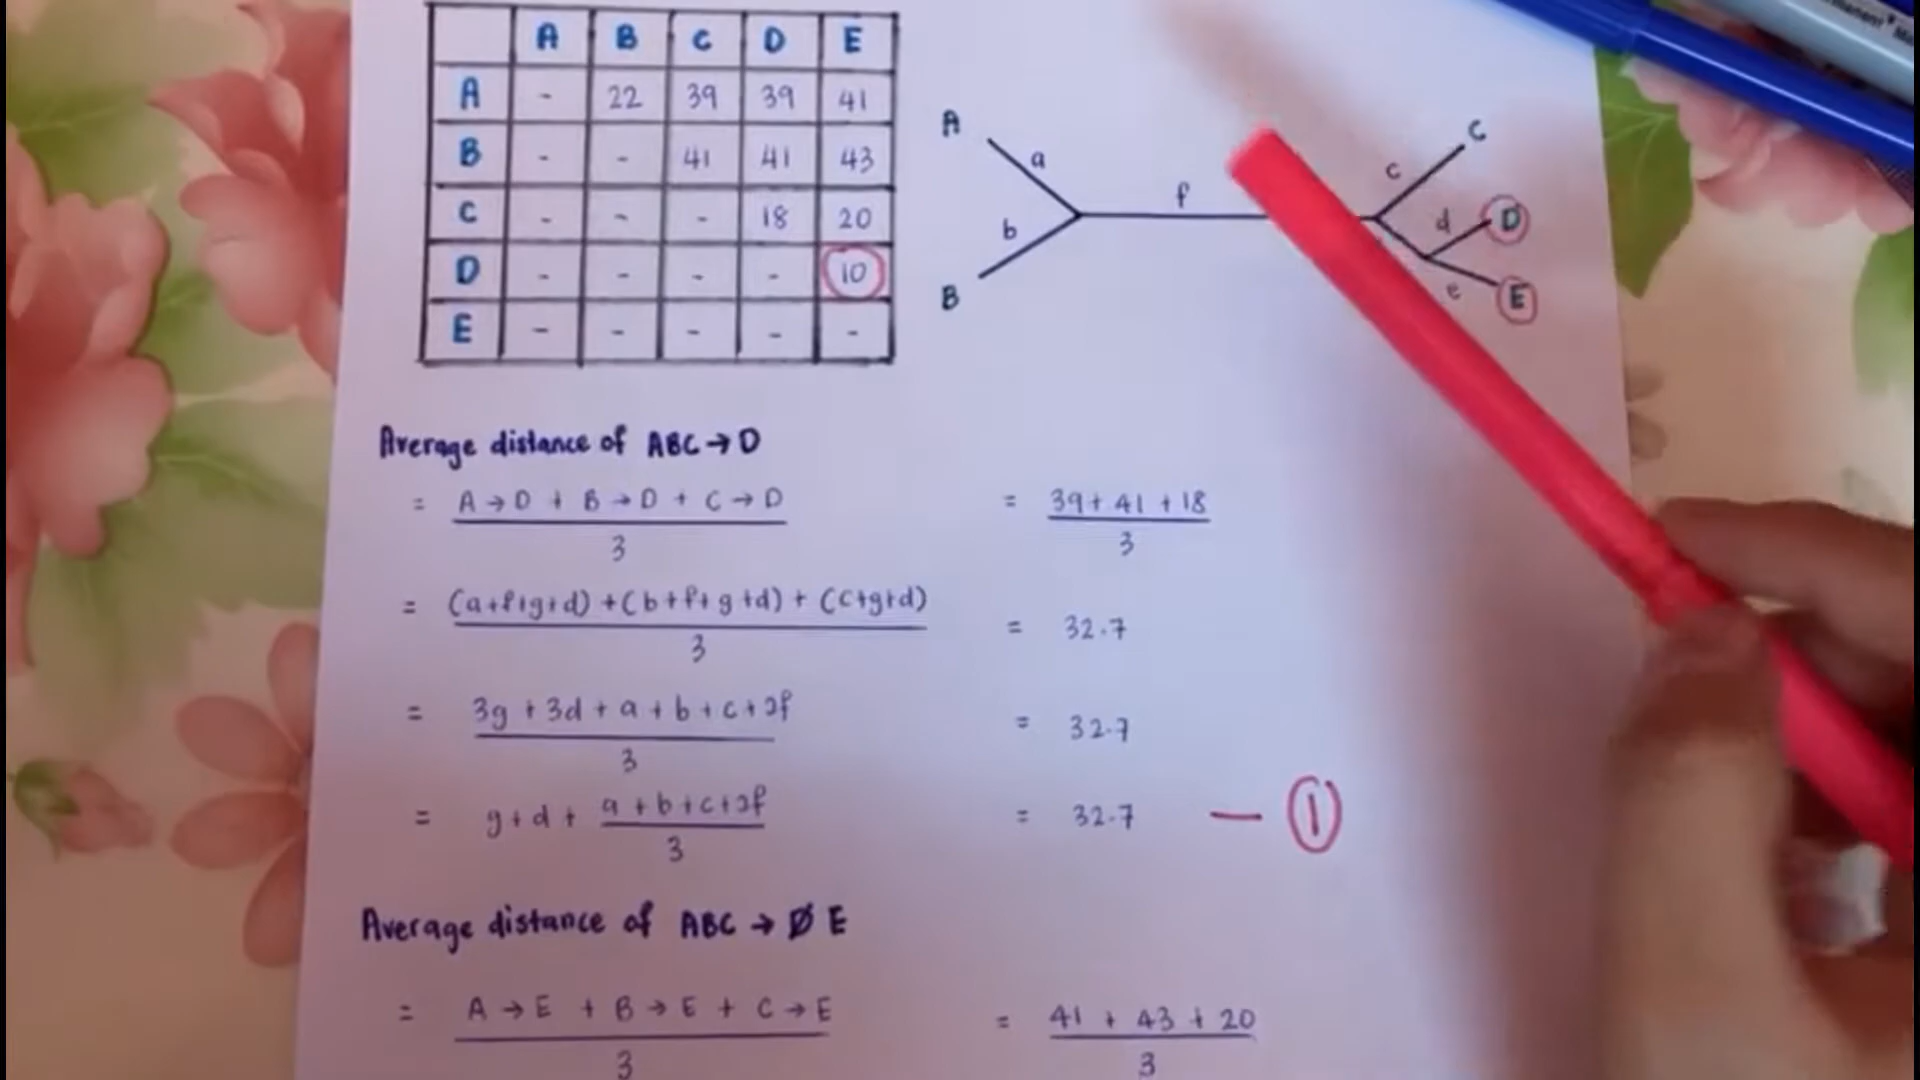 A B C D E
A - 22 39 39 41
B - - 41 41 43
C - - - 18 20
D - - - - 10
E - - - - -
A
a
b
B
f
c
C
d
D
e
E
Average distance of ABC → D
= A → D + B → D + C → D / 3 = 39 + 41 + 18 / 3
= (a+f+g+d) + (b+f+g+d) + (c+g+d) / 3 = 32.7
= 3g + 3d + a + b + c + 2f / 3 = 32.7
= g + d + a + b + c + 2f / 3 = 32.7 — 1
Average distance of ABC → E
= A → E + B → E + C → E / 3 = 41 + 43 + 20 / 3